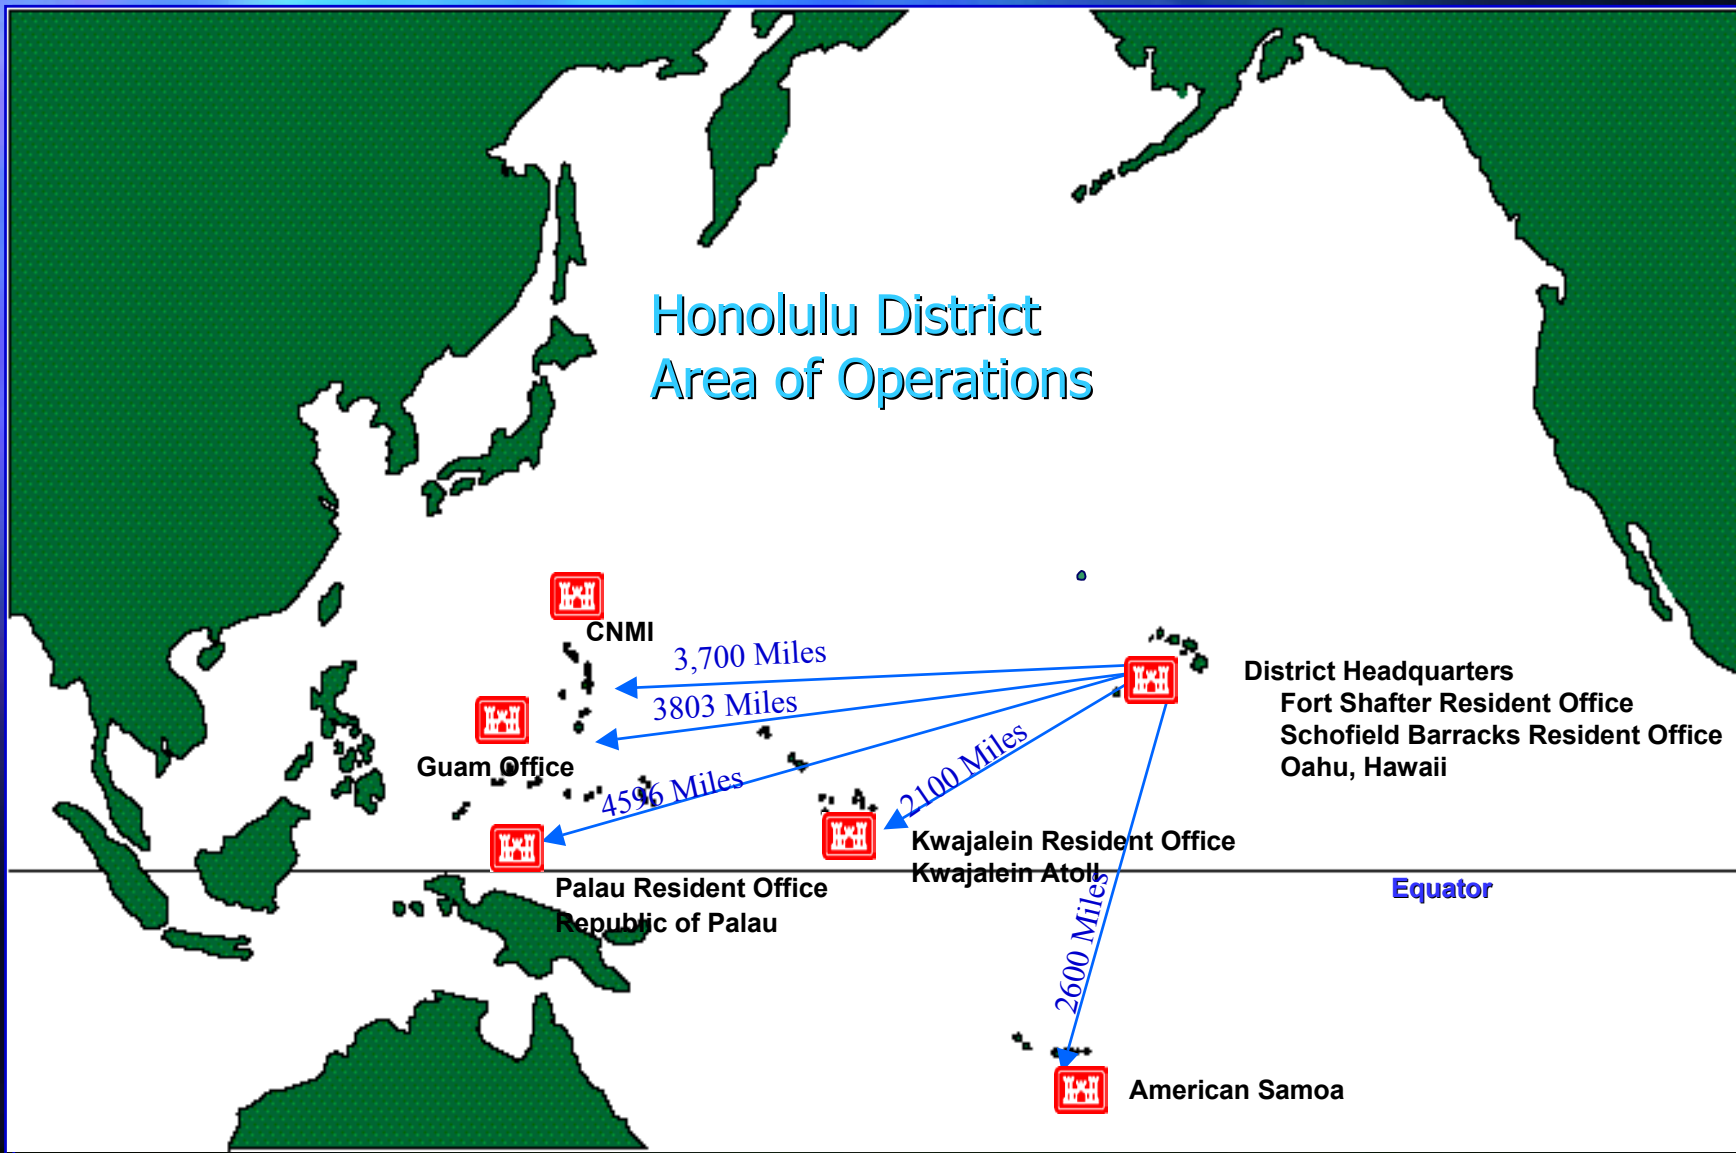 Honolulu District
Area of Operations
CNMI
3,700 Miles
3803 Miles
Guam Office
4596 Miles
2100 Miles
District Headquarters
Fort Shafter Resident Office
Schofield Barracks Resident Office
Oahu, Hawaii
Kwajalein Resident Office
Kwajalein Atoll
Palau Resident Office
Republic of Palau
Equator
2600 Miles
American Samoa